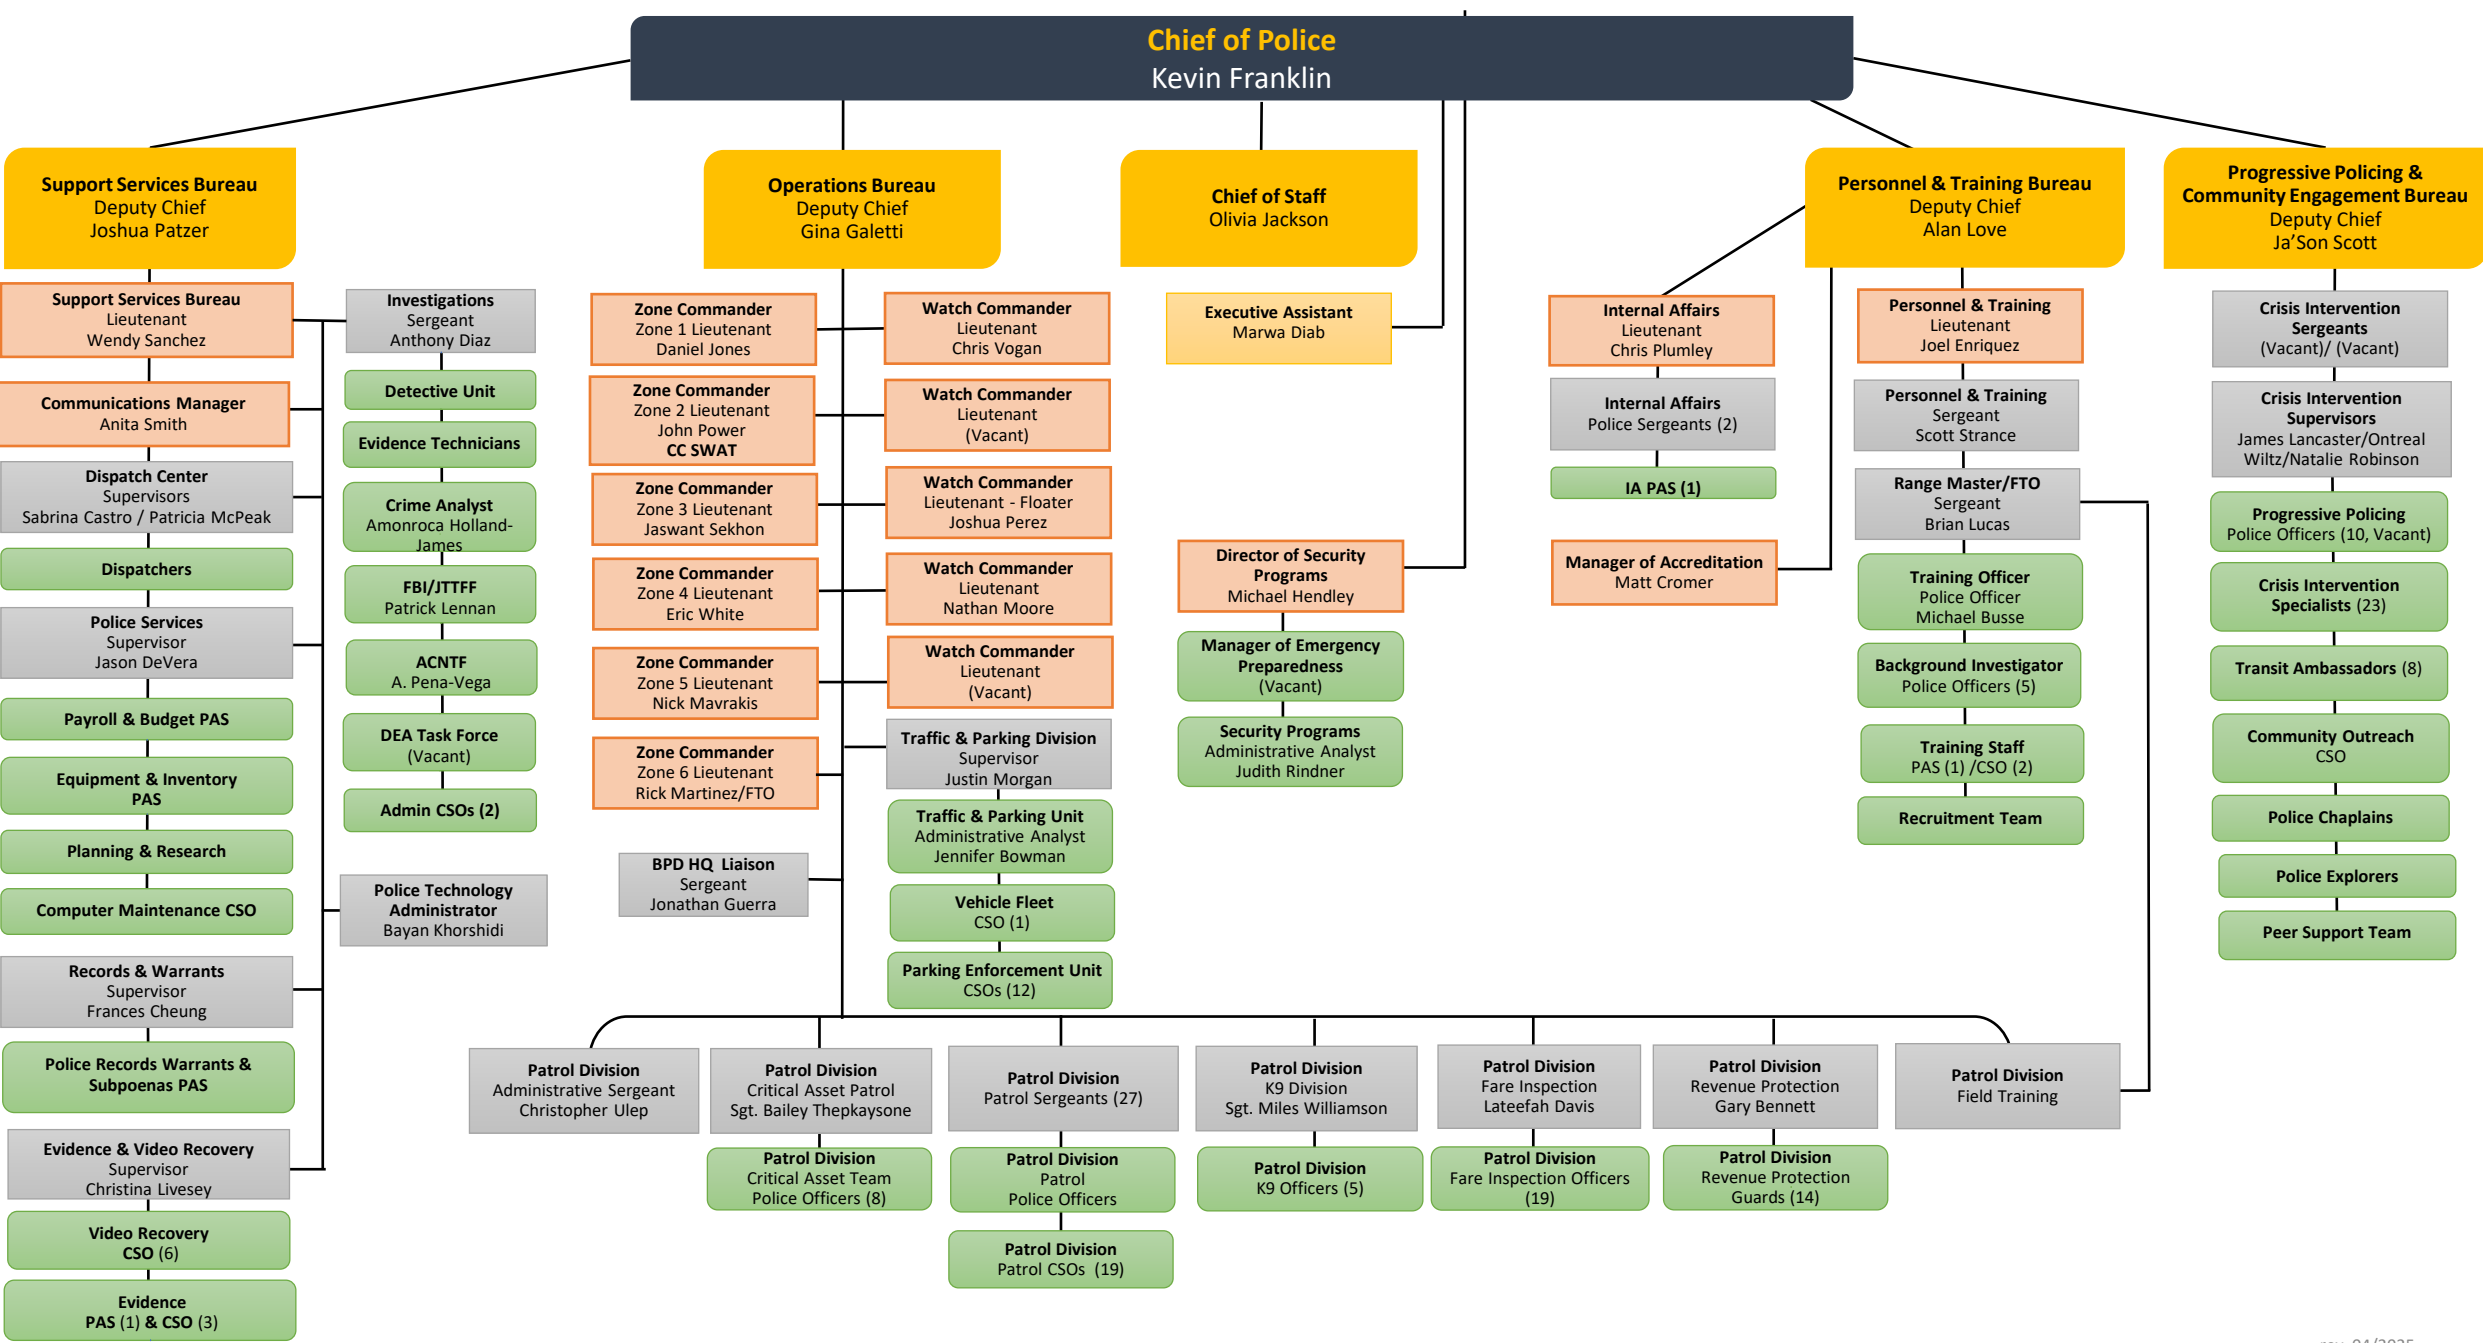 Chief of Police
Kevin Franklin
Support Services Bureau
Deputy Chief
Joshua Patzer
Operations Bureau
Deputy Chief
Gina Galetti
Chief of Staff
Olivia Jackson
Personnel & Training Bureau
Deputy Chief
Alan Love
Progressive Policing &
Community Engagement Bureau
Deputy Chief
Ja'Son Scott
Support Services Bureau
Lieutenant
Wendy Sanchez
Communications Manager
Anita Smith
Dispatch Center
Supervisors
Sabrina Castro / Patricia McPeak
Dispatchers
Police Services
Supervisor
Jason DeVera
Payroll & Budget PAS
Equipment & Inventory
PAS
Planning & Research
Computer Maintenance CSO
Records & Warrants
Supervisor
Frances Cheung
Police Records Warrants &
Subpoenas PAS
Evidence & Video Recovery
Supervisor
Christina Livesey
Video Recovery
CSO (6)
Evidence
PAS (1) & CSO (3)
Investigations
Sergeant
Anthony Diaz
Detective Unit
Evidence Technicians
Crime Analyst
Amonroca Holland-
James
FBI/JTTFF
Patrick Lennan
ACNTF
A. Pena-Vega
DEA Task Force
(Vacant)
Admin CSOs (2)
Police Technology
Administrator
Bayan Khorshidi
Zone Commander
Zone 1 Lieutenant
Daniel Jones
Zone Commander
Zone 2 Lieutenant
John Power
CC SWAT
Zone Commander
Zone 3 Lieutenant
Jaswant Sekhon
Zone Commander
Zone 4 Lieutenant
Eric White
Zone Commander
Zone 5 Lieutenant
Nick Mavrakis
Zone Commander
Zone 6 Lieutenant
Rick Martinez/FTO
BPD HQ Liaison
Sergeant
Jonathan Guerra
Watch Commander
Lieutenant
Chris Vogan
Watch Commander
Lieutenant
(Vacant)
Watch Commander
Lieutenant - Floater
Joshua Perez
Watch Commander
Lieutenant
Nathan Moore
Watch Commander
Lieutenant
(Vacant)
Traffic & Parking Division
Supervisor
Justin Morgan
Traffic & Parking Unit
Administrative Analyst
Jennifer Bowman
Vehicle Fleet
CSO (1)
Parking Enforcement Unit
CSOs (12)
Executive Assistant
Marwa Diab
Director of Security
Programs
Michael Hendley
Manager of Emergency
Preparedness
(Vacant)
Security Programs
Administrative Analyst
Judith Rindner
Internal Affairs
Lieutenant
Chris Plumley
Internal Affairs
Police Sergeants (2)
IA PAS (1)
Manager of Accreditation
Matt Cromer
Personnel & Training
Lieutenant
Joel Enriquez
Personnel & Training
Sergeant
Scott Strance
Range Master/FTO
Sergeant
Brian Lucas
Training Officer
Police Officer
Michael Busse
Background Investigator
Police Officers (5)
Training Staff
PAS (1) /CSO (2)
Recruitment Team
Crisis Intervention
Sergeants
(Vacant)/ (Vacant)
Crisis Intervention
Supervisors
James Lancaster/Ontreal
Wiltz/Natalie Robinson
Progressive Policing
Police Officers (10, Vacant)
Crisis Intervention
Specialists (23)
Transit Ambassadors (8)
Community Outreach
CSO
Police Chaplains
Police Explorers
Peer Support Team
Patrol Division
Administrative Sergeant
Christopher Ulep
Patrol Division
Critical Asset Patrol
Sgt. Bailey Thepkaysone
Patrol Division
Critical Asset Team
Police Officers (8)
Patrol Division
Patrol Sergeants (27)
Patrol Division
Patrol
Police Officers
Patrol Division
Patrol CSOs (19)
Patrol Division
K9 Division
Sgt. Miles Williamson
Patrol Division
K9 Officers (5)
Patrol Division
Fare Inspection
Lateefah Davis
Patrol Division
Fare Inspection Officers
(19)
Patrol Division
Revenue Protection
Gary Bennett
Patrol Division
Revenue Protection
Guards (14)
Patrol Division
Field Training
rev. 04/2025